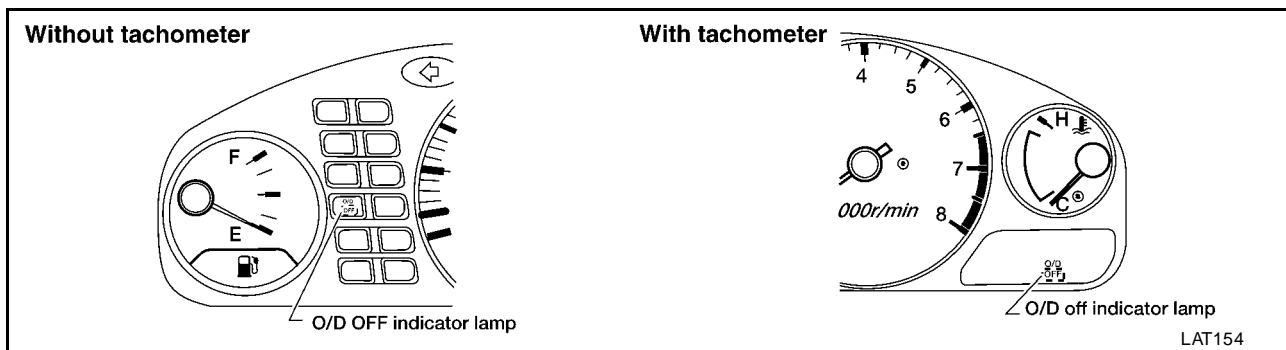 Without tachometer
With tachometer
F
E
O/D
OFF
O/D OFF indicator lamp
4
5
6
7
8
000r/min
H
C
O/D
OFF
O/D off indicator lamp
LAT154